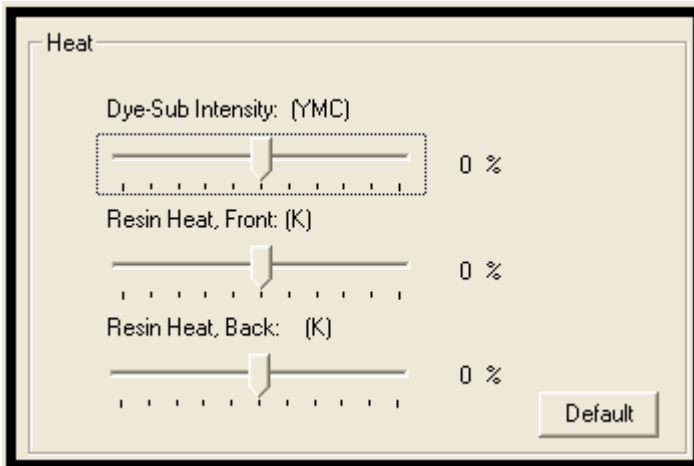 Heat
Dye-Sub Intensity: (YMC)
0 %
Resin Heat, Front: (K)
0 %
Resin Heat, Back: (K)
0 %
Default